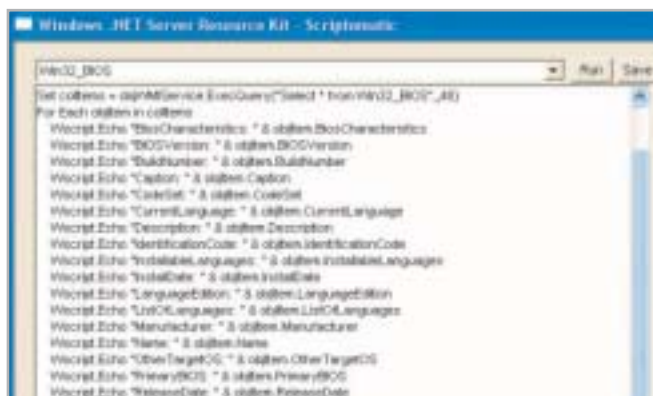 Windows .NET Server Resource Kit - Scriptomatic
Win32_BIOS
Run Save
Set colItems = objWMIService.ExecQuery("Select * from Win32_BIOS",,48)
For Each objItem in colItems
Wscript.Echo "BiosCharacteristics: " & objItem.BiosCharacteristics
Wscript.Echo "BIOSVersion: " & objItem.BIOSVersion
Wscript.Echo "BuildNumber: " & objItem.BuildNumber
Wscript.Echo "Caption: " & objItem.Caption
Wscript.Echo "CodeSet: " & objItem.CodeSet
Wscript.Echo "CurrentLanguage: " & objItem.CurrentLanguage
Wscript.Echo "Description: " & objItem.Description
Wscript.Echo "IdentificationCode: " & objItem.IdentificationCode
Wscript.Echo "InstallableLanguages: " & objItem.InstallableLanguages
Wscript.Echo "InstallDate: " & objItem.InstallDate
Wscript.Echo "LanguageEdition: " & objItem.LanguageEdition
Wscript.Echo "ListOfLanguages: " & objItem.ListOfLanguages
Wscript.Echo "Manufacturer: " & objItem.Manufacturer
Wscript.Echo "Name: " & objItem.Name
Wscript.Echo "OtherTargetOS: " & objItem.OtherTargetOS
Wscript.Echo "PrimaryBIOS: " & objItem.PrimaryBIOS
Wscript.Echo "ReleaseDate: " & objItem.ReleaseDate